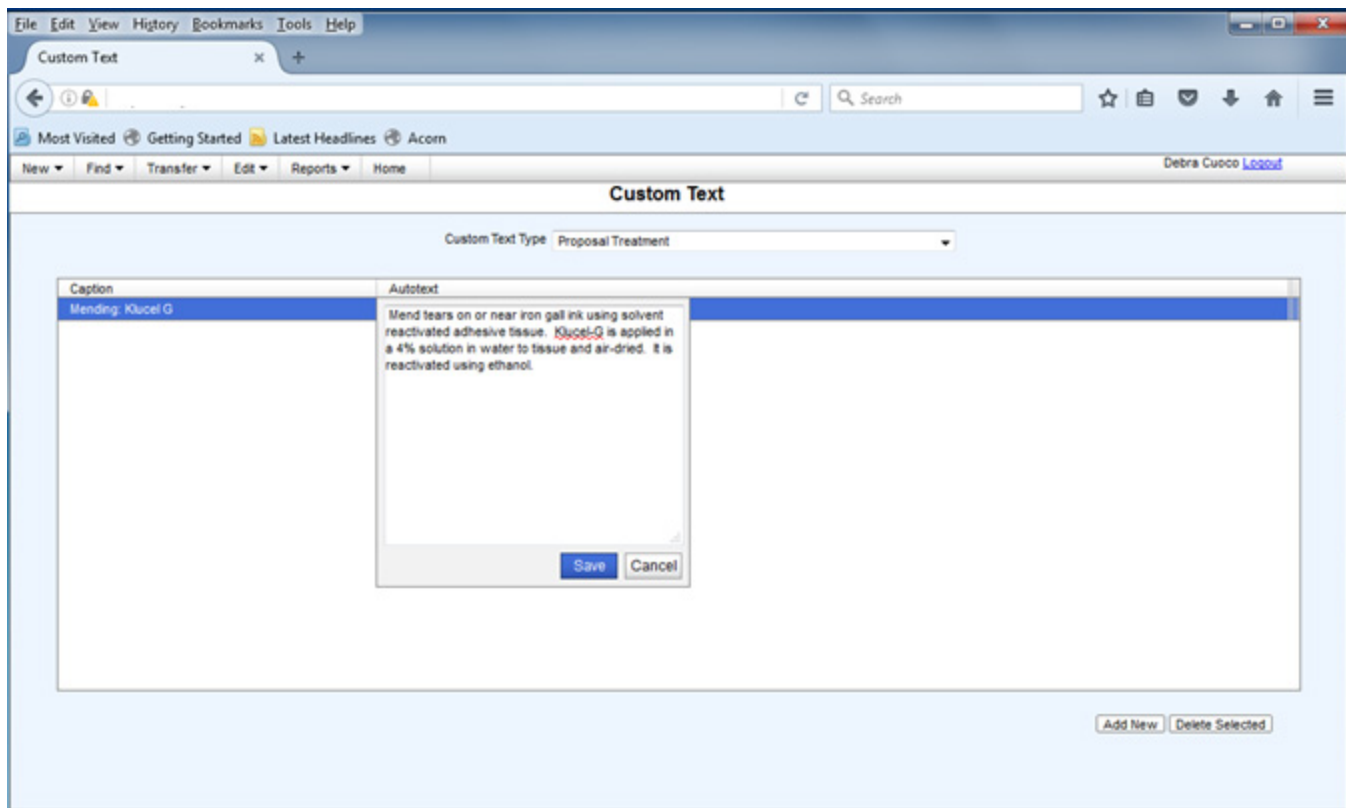 File Edit View History Bookmarks Tools Help
Custom Text
Search
Most Visited Getting Started Latest Headlines Acorn
New Find Transfer Edit Reports Home Debra Cuoco Logout
Custom Text
Custom Text Type Proposal Treatment
Caption Autotext
Mending: Klucel G
Mend tears on or near iron gall ink using solvent
reactivated adhesive tissue. Klucel-G is applied in
a 4% solution in water to tissue and air-dried. It is
reactivated using ethanol.
Save Cancel
Add New Delete Selected